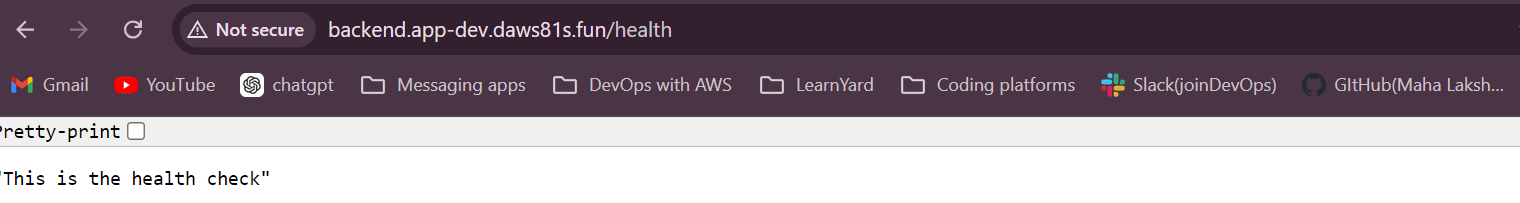 Not secure backend.app-dev.daws81s.fun/health
Gmail YouTube chatgpt Messaging apps DevOps with AWS LearnYard Coding platforms Slack(joinDevOps) GItHub(Maha Laksh...
Pretty-print
"This is the health check"